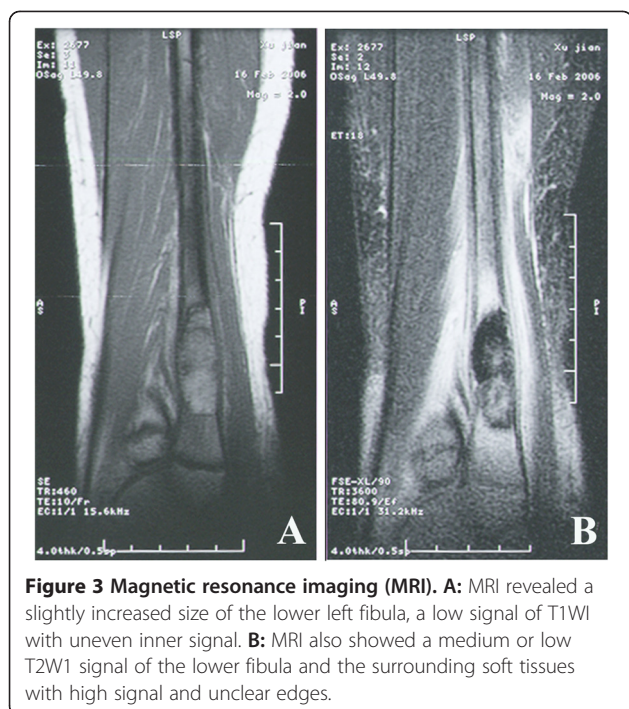 LSP
Ex: 2677
Se: 3
Im: 11
OSag L49.8
Xu jian
16 Feb 2006
Mag = 2.0
SE
TR:460
TE:10/Fr
EC:1/1 15.6kHz
4.0thk/0.5sp
A
LSP
Ex: 2677
Se: 2
Im: 12
OSag L49.8
Xu jian
16 Feb 2006
Mag = 2.0
ET:18
FSE-XL/90
TR:3600
TE:80.9/Ef
EC:1/1 31.2kHz
4.0thk/0.5sp
B
Figure 3 Magnetic resonance imaging (MRI). A: MRI revealed a
slightly increased size of the lower left fibula, a low signal of T1WI
with uneven inner signal. B: MRI also showed a medium or low
T2W1 signal of the lower fibula and the surrounding soft tissues
with high signal and unclear edges.